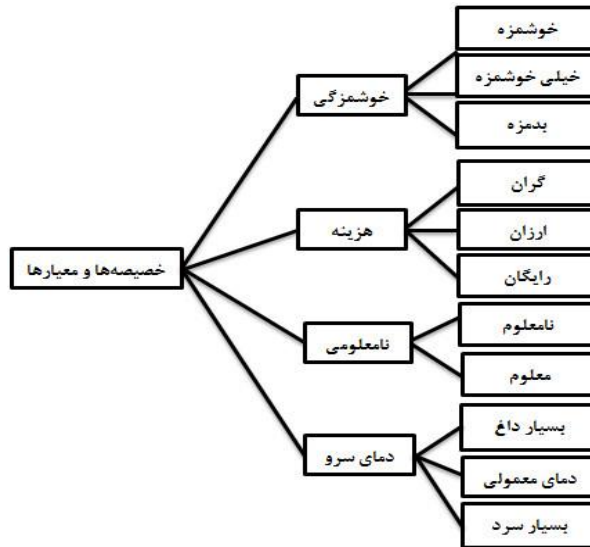 خصیصه‌ها و معیارها
خوشمزگی
خوشمزه
خیلی خوشمزه
بدمزه
هزینه
گران
ارزان
رایگان
نامعلومی
نامعلوم
معلوم
دمای سرو
بسیار داغ
دمای معمولی
بسیار سرد